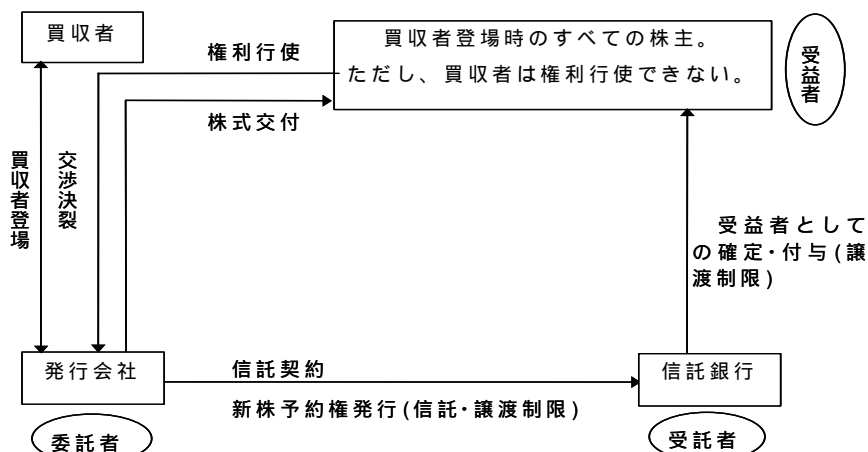 買収者
権利行使
買収者登場時のすべての株主。
ただし、買収者は権利行使できない。
受益者
株式交付
買収者登場
交渉決裂
受益者として
の確定・付与(譲
渡制限)
発行会社
信託契約
信託銀行
新株予約権発行(信託・譲渡制限)
委託者
受託者